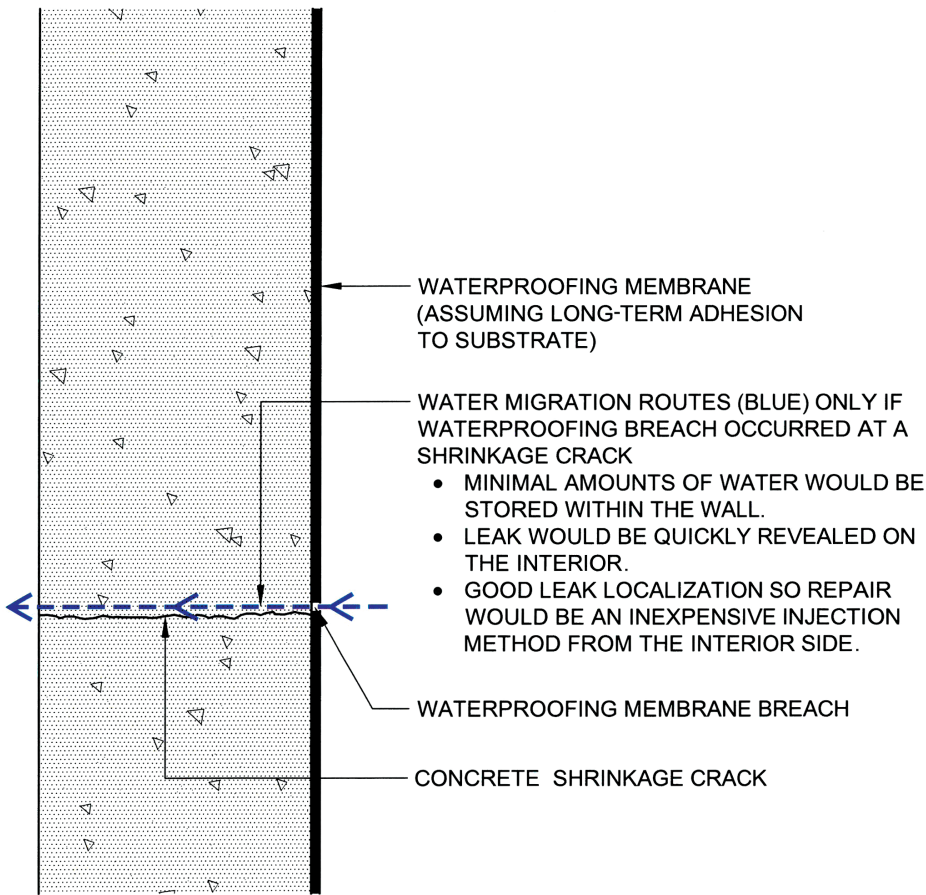 WATERPROOFING MEMBRANE
(ASSUMING LONG-TERM ADHESION
TO SUBSTRATE)
WATER MIGRATION ROUTES (BLUE) ONLY IF
WATERPROOFING BREACH OCCURRED AT A
SHRINKAGE CRACK
• MINIMAL AMOUNTS OF WATER WOULD BE
STORED WITHIN THE WALL.
• LEAK WOULD BE QUICKLY REVEALED ON
THE INTERIOR.
• GOOD LEAK LOCALIZATION SO REPAIR
WOULD BE AN INEXPENSIVE INJECTION
METHOD FROM THE INTERIOR SIDE.
WATERPROOFING MEMBRANE BREACH
CONCRETE SHRINKAGE CRACK